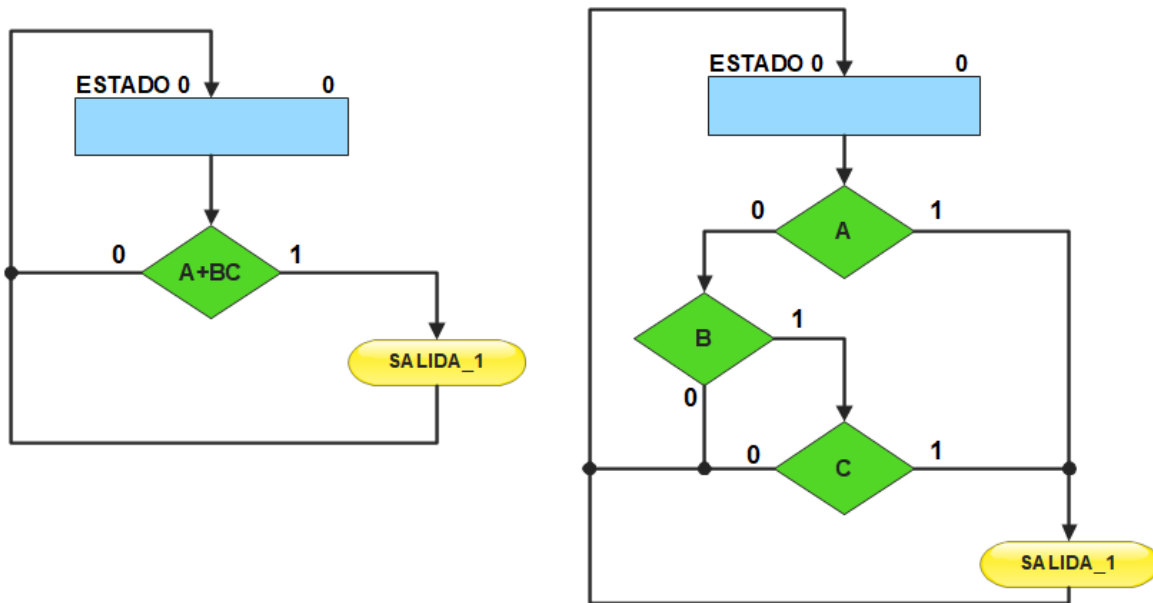 ESTADO 0 0
0 A+BC 1
SALIDA_1
ESTADO 0 0
0 A 1
B 1
0
0 C 1
SALIDA_1